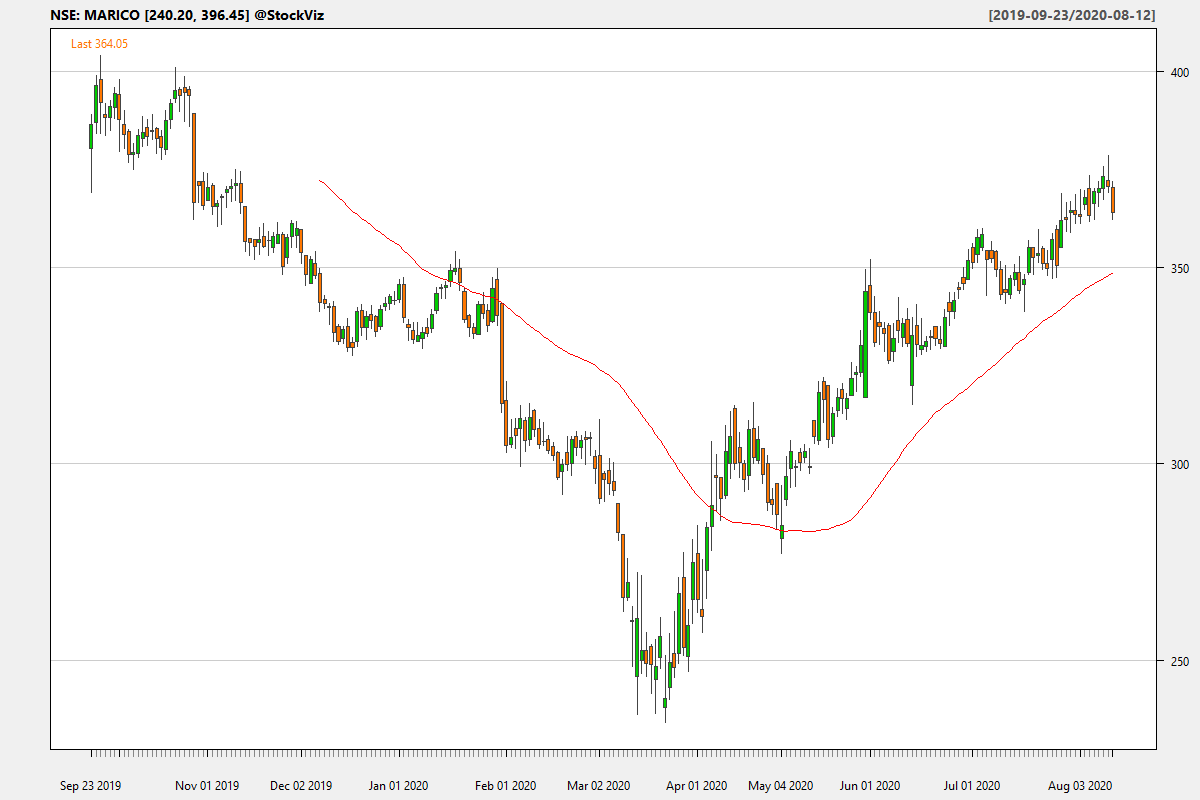 NSE: MARICO [240.20, 396.45] @StockViz
[2019-09-23/2020-08-12]
Last 364.05
400
350
300
250
Sep 23 2019
Nov 01 2019
Dec 02 2019
Jan 01 2020
Feb 02 2020
Mar 02 2020
Apr 01 2020
May 04 2020
Jun 01 2020
Jul 01 2020
Aug 03 2020